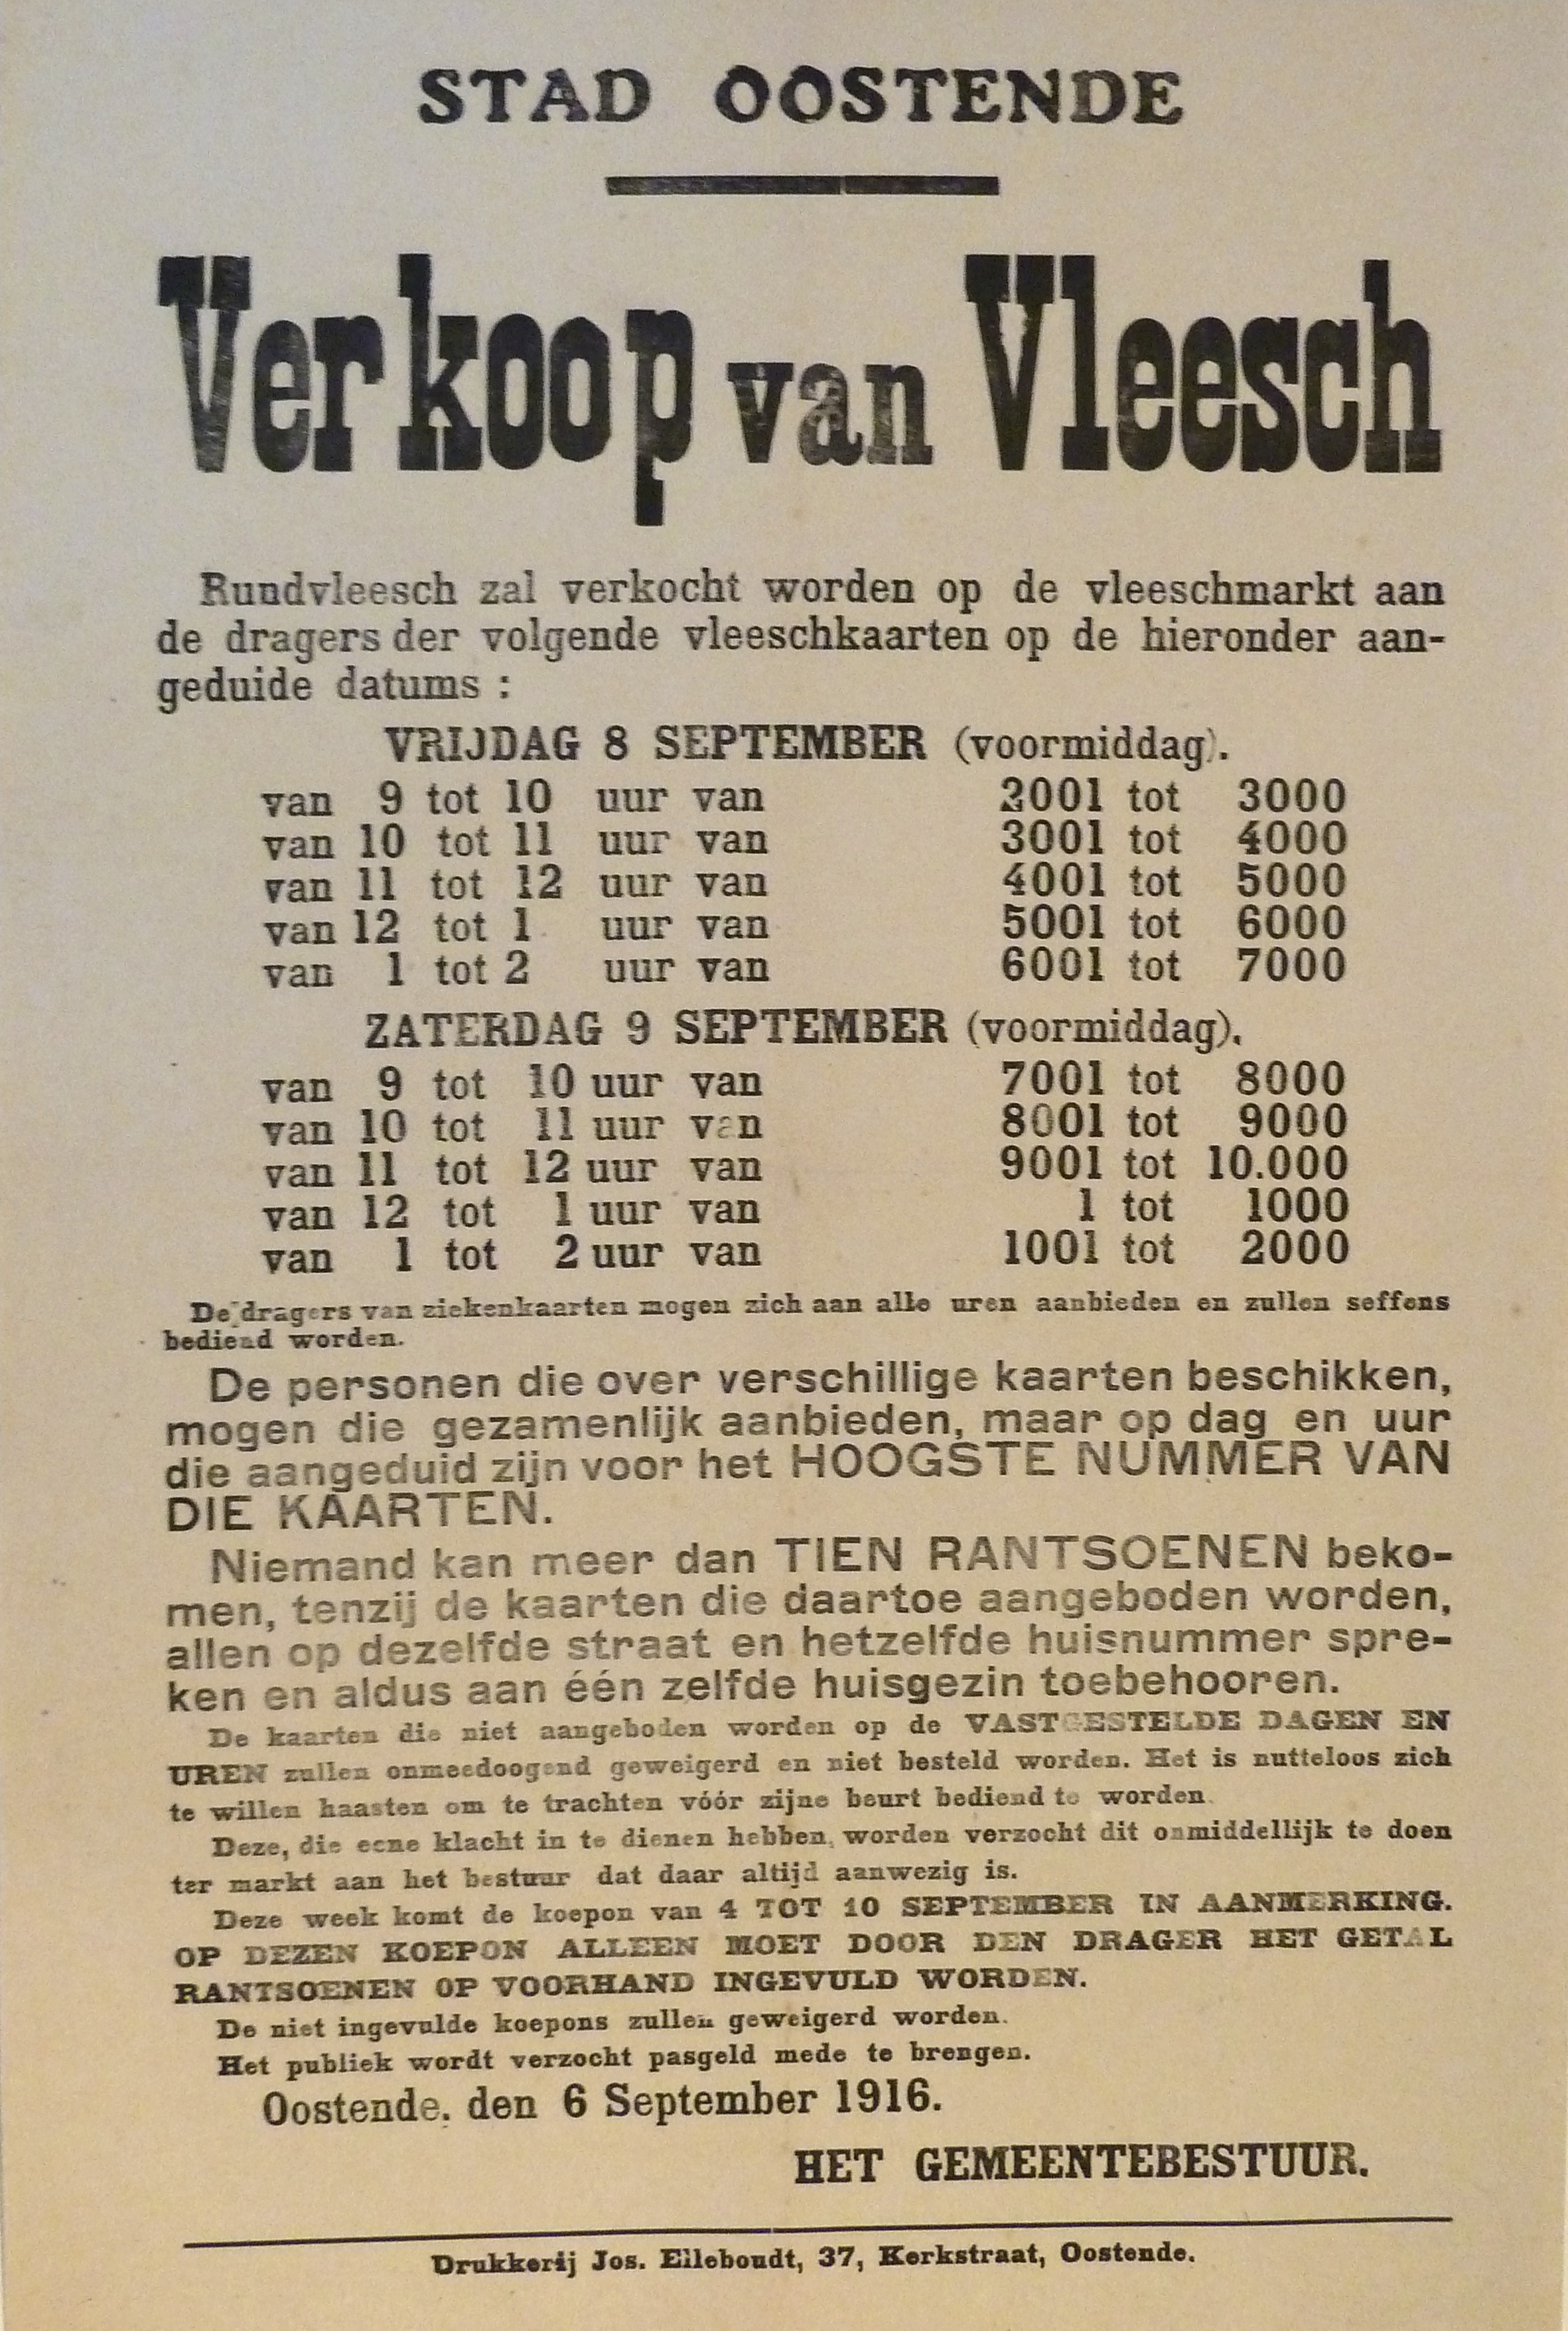 STAD OOSTENDE
Verkoop van Vleesch
Rundvleesch zal verkocht worden op de vleeschmarkt aan
de dragers der volgende vleeschkaarten op de hieronder aan-
geduide datums :
VRIJDAG 8 SEPTEMBER (voormiddag).
van 9 tot 10 uur van 2001 tot 3000
van 10 tot 11 uur van 3001 tot 4000
van 11 tot 12 uur van 4001 tot 5000
van 12 tot 1 uur van 5001 tot 6000
van 1 tot 2 uur van 6001 tot 7000
ZATERDAG 9 SEPTEMBER (voormiddag).
van 9 tot 10 uur van 7001 tot 8000
van 10 tot 11 uur van 8001 tot 9000
van 11 tot 12 uur van 9001 tot 10.000
van 12 tot 1 uur van 1 tot 1000
van 1 tot 2 uur van 1001 tot 2000
De dragers van ziekenkaarten mogen zich aan alle uren aanbieden en zullen seffens
bediend worden.
De personen die over verschillige kaarten beschikken,
mogen die gezamenlijk aanbieden, maar op dag en uur
die aangeduid zijn voor het HOOGSTE NUMMER VAN
DIE KAARTEN.
Niemand kan meer dan TIEN RANTSOENEN beko-
men, tenzij de kaarten die daartoe aangeboden worden,
allen op dezelfde straat en hetzelfde huisnummer spre-
ken en aldus aan één zelfde huisgezin toebehooren.
De kaarten die niet aangeboden worden op de VASTGESTELDE DAGEN EN
UREN zullen onmeedoogend geweigerd en niet besteld worden. Het is nutteloos zich
te willen haasten om te trachten vóór zijne beurt bediend te worden.
Deze, die eene klacht in te dienen hebben, worden verzocht dit onmiddellijk te doen
ter markt aan het bestuur dat daar altijd aanwezig is.
Deze week komt de koepon van 4 TOT 10 SEPTEMBER IN AANMERKING.
OP DEZEN KOEPON ALLEEN MOET DOOR DEN DRAGER HET GETAL
RANTSOENEN OP VOORHAND INGEVULD WORDEN.
De niet ingevulde koepons zullen geweigerd worden.
Het publiek wordt verzocht pasgeld mede te brengen.
Oostende, den 6 September 1916.
HET GEMEENTEBESTUUR.
Drukkerij Jos. Elleboudt, 37, Kerkstraat, Oostende.